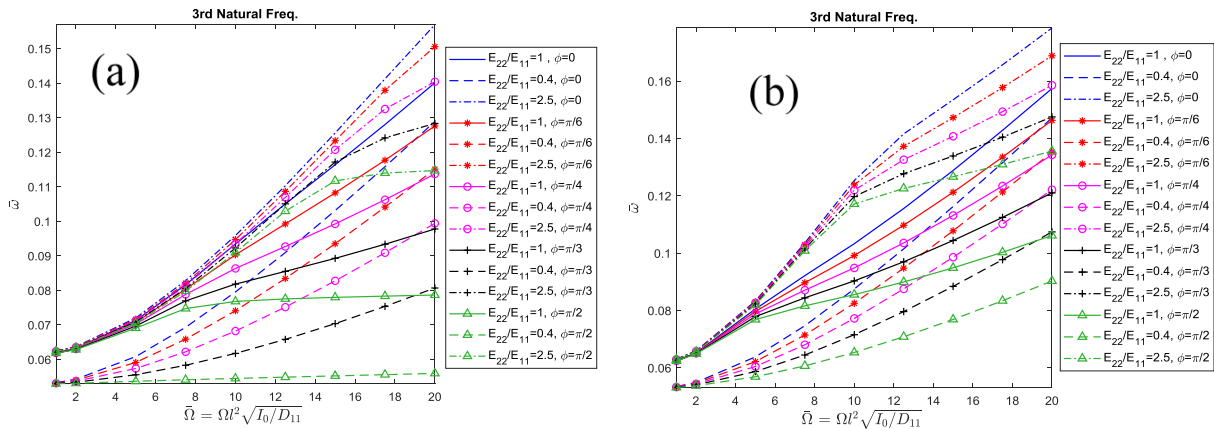 3rd Natural Freq.
(a)
0.15
0.14
0.13
0.12
0.11
0.1
0.09
0.08
0.07
0.06
ω̄
2 4 6 8 10 12 14 16 18 20
Ω̄ = Ωl²√(I₀/D₁₁)
E₂₂/E₁₁=1 , ϕ=0
E₂₂/E₁₁=0.4, ϕ=0
E₂₂/E₁₁=2.5, ϕ=0
E₂₂/E₁₁=1, ϕ=π/6
E₂₂/E₁₁=0.4, ϕ=π/6
E₂₂/E₁₁=2.5, ϕ=π/6
E₂₂/E₁₁=1, ϕ=π/4
E₂₂/E₁₁=0.4, ϕ=π/4
E₂₂/E₁₁=2.5, ϕ=π/4
E₂₂/E₁₁=1, ϕ=π/3
E₂₂/E₁₁=0.4, ϕ=π/3
E₂₂/E₁₁=2.5, ϕ=π/3
E₂₂/E₁₁=1, ϕ=π/2
E₂₂/E₁₁=0.4, ϕ=π/2
E₂₂/E₁₁=2.5, ϕ=π/2
3rd Natural Freq.
(b)
0.16
0.14
0.12
0.1
0.08
0.06
ω̄
2 4 6 8 10 12 14 16 18 20
Ω̄ = Ωl²√(I₀/D₁₁)
E₂₂/E₁₁=1 , ϕ=0
E₂₂/E₁₁=0.4, ϕ=0
E₂₂/E₁₁=2.5, ϕ=0
E₂₂/E₁₁=1, ϕ=π/6
E₂₂/E₁₁=0.4, ϕ=π/6
E₂₂/E₁₁=2.5, ϕ=π/6
E₂₂/E₁₁=1, ϕ=π/4
E₂₂/E₁₁=0.4, ϕ=π/4
E₂₂/E₁₁=2.5, ϕ=π/4
E₂₂/E₁₁=1, ϕ=π/3
E₂₂/E₁₁=0.4, ϕ=π/3
E₂₂/E₁₁=2.5, ϕ=π/3
E₂₂/E₁₁=1, ϕ=π/2
E₂₂/E₁₁=0.4, ϕ=π/2
E₂₂/E₁₁=2.5, ϕ=π/2